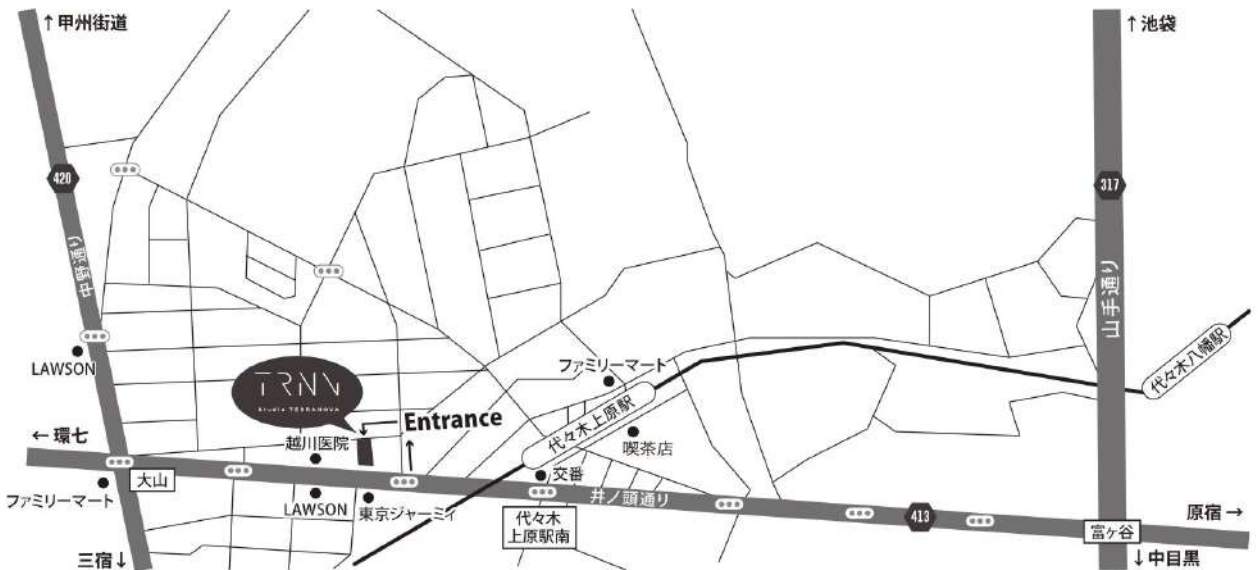 ↑甲州街道
↑池袋
420
317
中野通り
山手通り
LAWSON
ファミリーマート
代々木八幡駅
TRNN
Studio TERRANOVA
代々木上原駅
Entrance
← 環七
越川医院
喫茶店
大山
交番
ファミリーマート
LAWSON
東京ジャーミィ
井ノ頭通り
代々木
上原駅南
413
原宿 →
富ヶ谷
三宿↓
↓中目黒